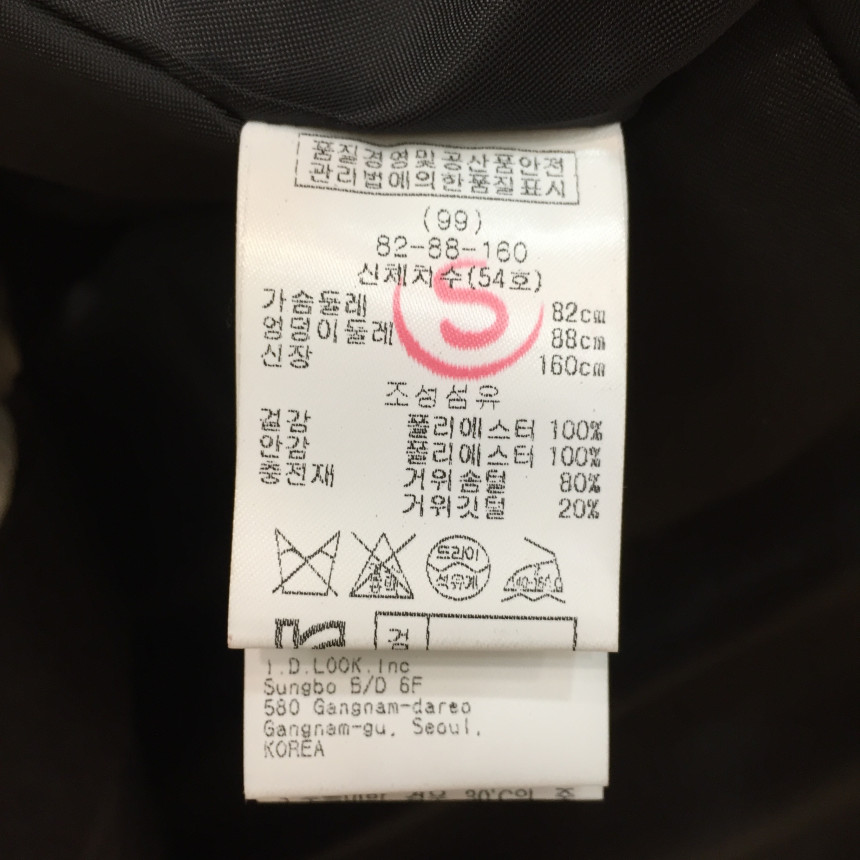 품질경영및공산품안전
관리법에의한품질표시
(99)
82-88-160
신체치수(54호)
S
가슴둘레 82cm
엉덩이둘레 88cm
신장 160cm
조성섬유
겉감 폴리에스터 100%
안감 폴리에스터 100%
충전재 거위솜털 80%
거위깃털 20%
드라이
석유계
검
I.D.LOOK.Inc
Sungbo B/D 6F
580 Gangnam-dareo
Gangnam-gu, Seoul,
KOREA